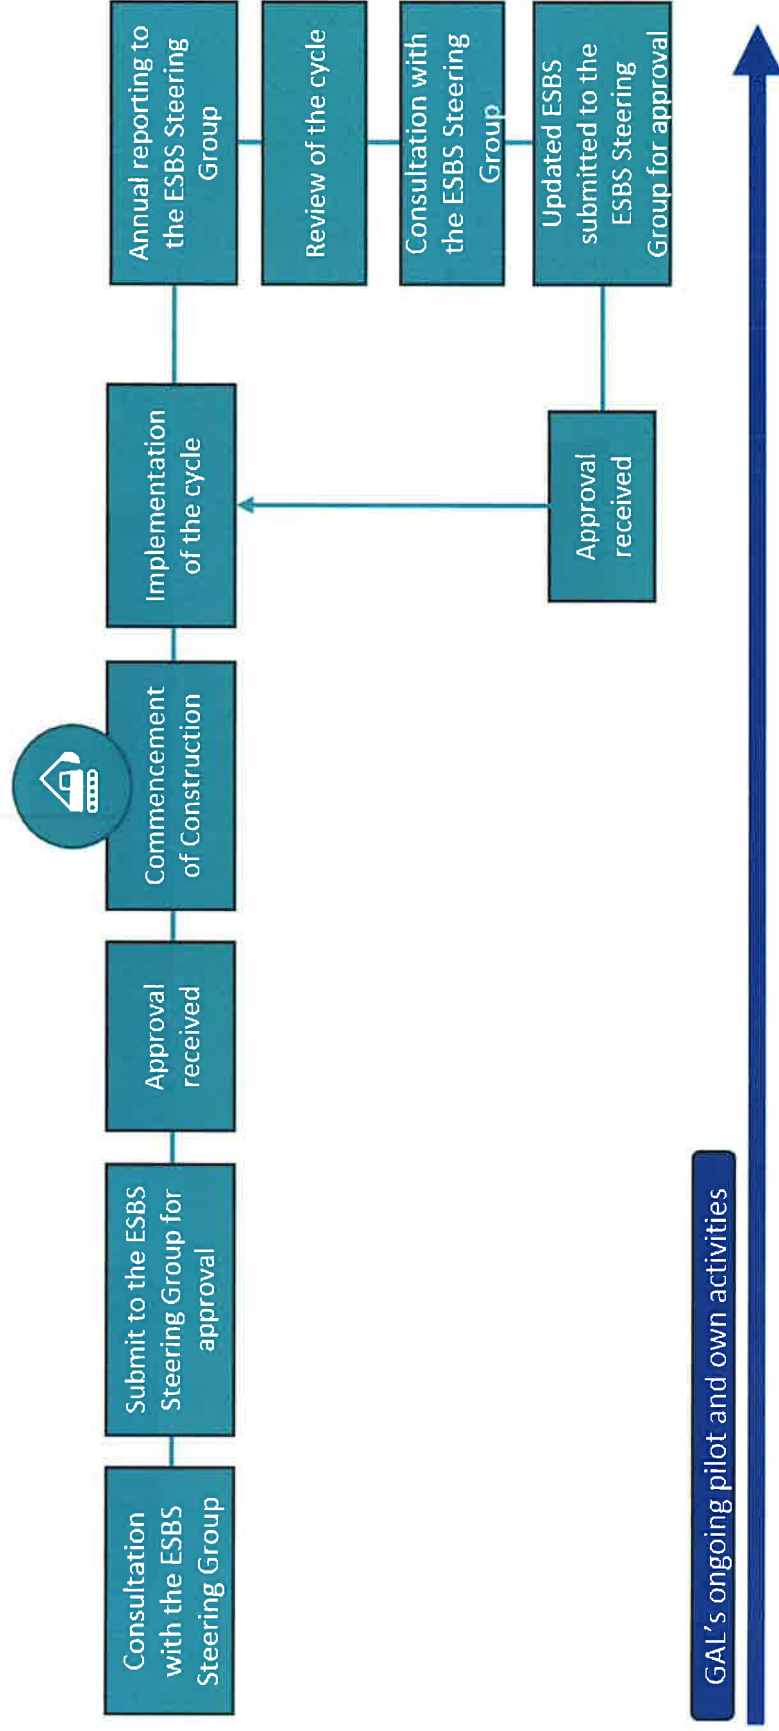 Consultation
with the ESBS
Steering Group
Submit to the ESBS
Steering Group for
approval
Approval
received
Commencement
of Construction
Implementation
of the cycle
Annual reporting to
the ESBS Steering
Group
Review of the cycle
Consultation with
the ESBS Steering
Group
Updated ESBS
submitted to the
ESBS Steering
Group for approval
Approval
received
GAL's ongoing pilot and own activities